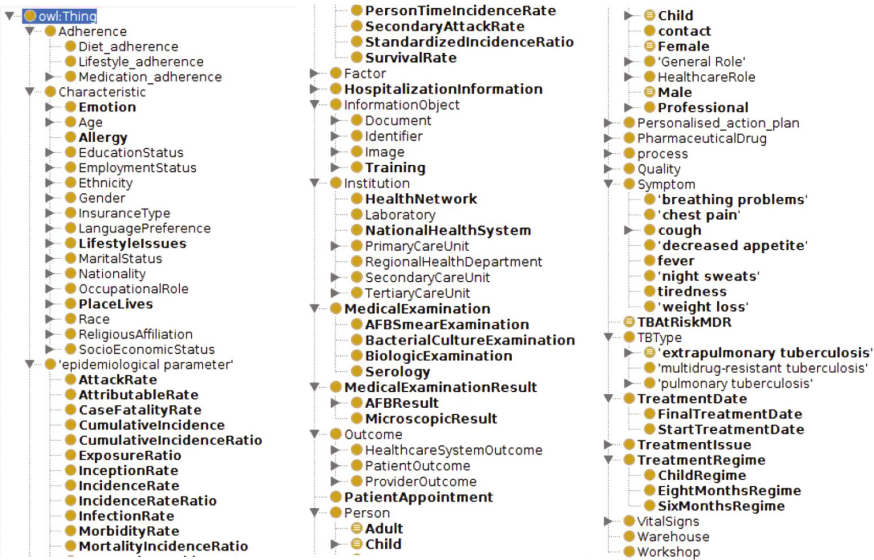 owl:Thing
Adherence
Diet_adherence
Lifestyle_adherence
Medication_adherence
Characteristic
Emotion
Age
Allergy
EducationStatus
EmploymentStatus
Ethnicity
Gender
InsuranceType
LanguagePreference
LifestyleIssues
MaritalStatus
Nationality
OccupationalRole
PlaceLives
Race
ReligiousAffiliation
SocioEconomicStatus
'epidemiological parameter'
AttackRate
AttributableRate
CaseFatalityRate
CumulativeIncidence
CumulativeIncidenceRatio
ExposureRatio
InceptionRate
IncidenceRate
IncidenceRateRatio
InfectionRate
MorbidityRate
MortalityIncidenceRatio
PersonTimeIncidenceRate
SecondaryAttackRate
StandardizedIncidenceRatio
SurvivalRate
Factor
HospitalizationInformation
InformationObject
Document
Identifier
Image
Training
Institution
HealthNetwork
Laboratory
NationalHealthSystem
PrimaryCareUnit
RegionalHealthDepartment
SecondaryCareUnit
TertiaryCareUnit
MedicalExamination
AFBSmearExamination
BacterialCultureExamination
BiologicExamination
Serology
MedicalExaminationResult
AFBResult
MicroscopicResult
Outcome
HealthcareSystemOutcome
PatientOutcome
ProviderOutcome
PatientAppointment
Person
Adult
Child
Child
contact
Female
'General Role'
HealthcareRole
Male
Professional
Personalised_action_plan
PharmaceuticalDrug
process
Quality
Symptom
'breathing problems'
'chest pain'
cough
'decreased appetite'
fever
'night sweats'
tiredness
'weight loss'
TBAtRiskMDR
TBType
'extrapulmonary tuberculosis'
'multidrug-resistant tuberculosis'
'pulmonary tuberculosis'
TreatmentDate
FinalTreatmentDate
StartTreatmentDate
TreatmentIssue
TreatmentRegime
ChildRegime
EightMonthsRegime
SixMonthsRegime
VitalSigns
Warehouse
Workshop